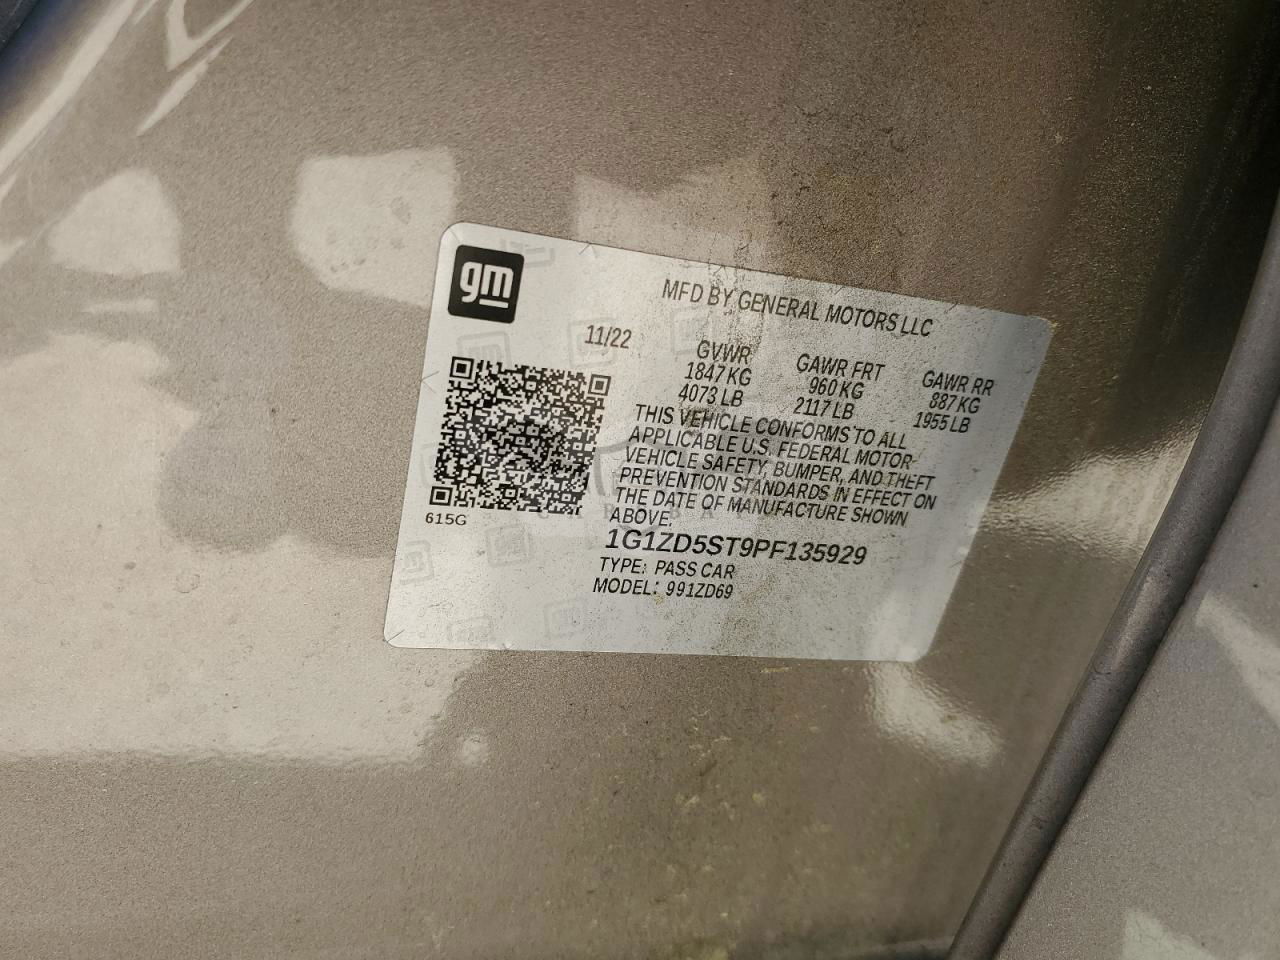 gm
MFD BY GENERAL MOTORS LLC
11/22
GVWR GAWR FRT GAWR RR
1847 KG 960 KG 887 KG
4073 LB 2117 LB 1955 LB
THIS VEHICLE CONFORMS TO ALL
APPLICABLE U.S. FEDERAL MOTOR
VEHICLE SAFETY, BUMPER, AND THEFT
PREVENTION STANDARDS IN EFFECT ON
THE DATE OF MANUFACTURE SHOWN
ABOVE.
615G
1G1ZD5ST9PF135929
TYPE: PASS CAR
MODEL: 991ZD69